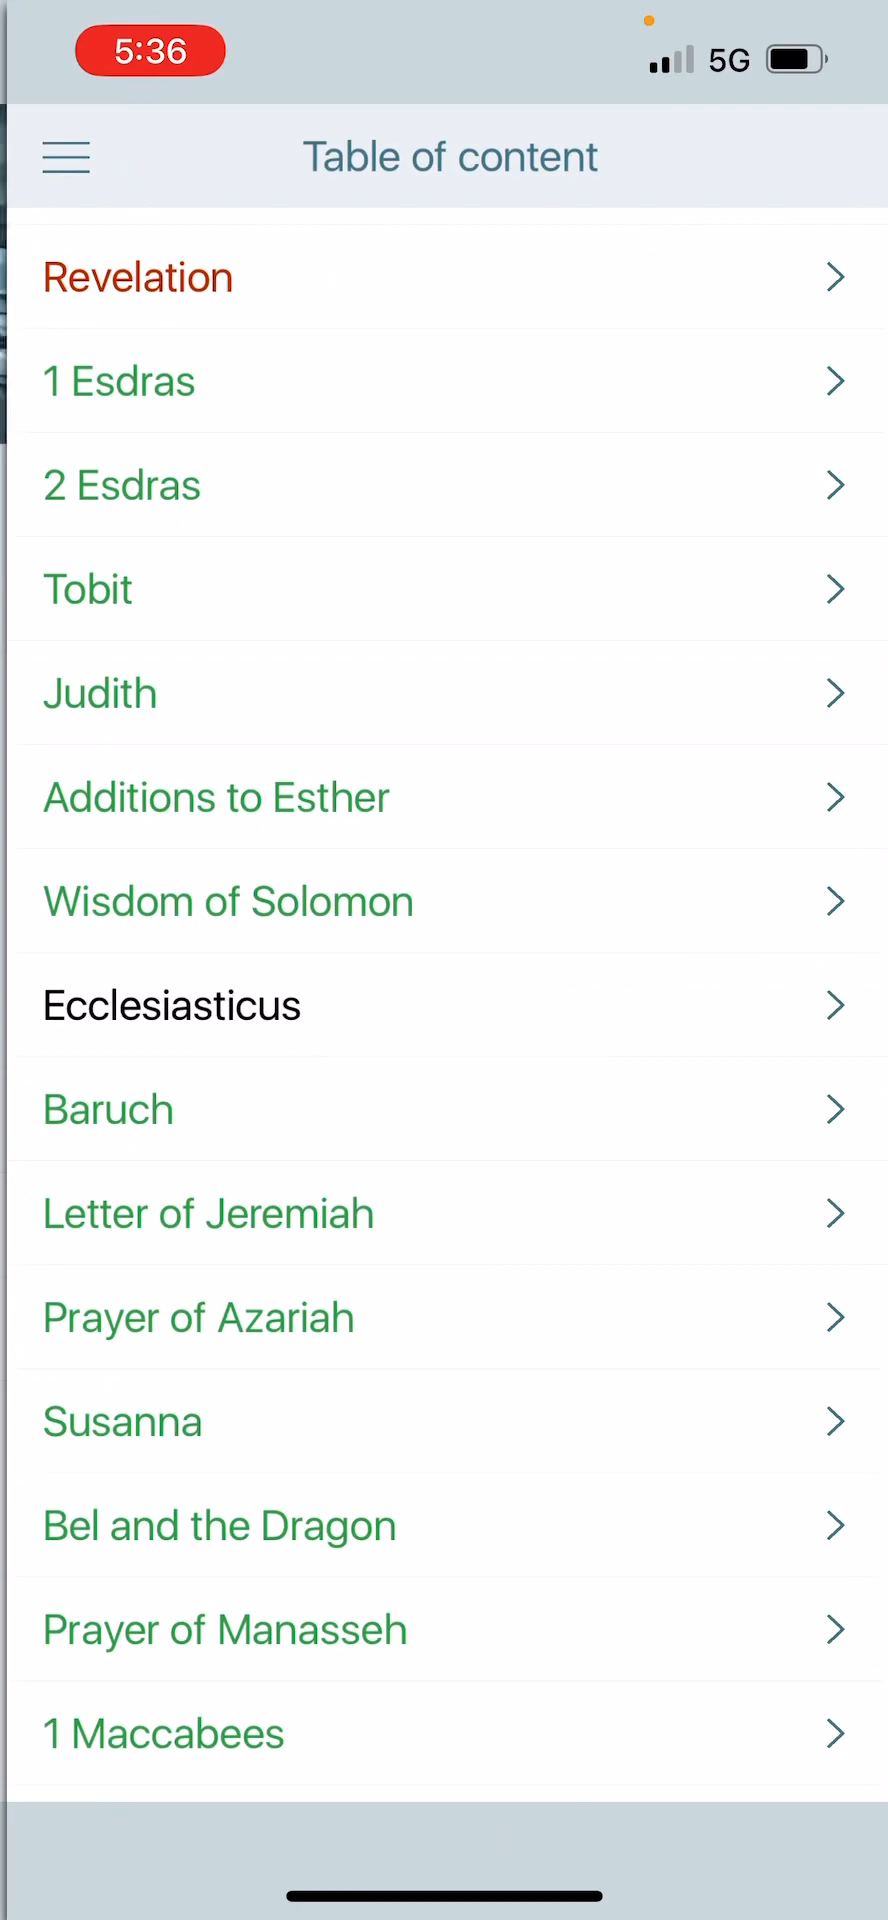 5:36
5G
Table of content
Revelation
1 Esdras
2 Esdras
Tobit
Judith
Additions to Esther
Wisdom of Solomon
Ecclesiasticus
Baruch
Letter of Jeremiah
Prayer of Azariah
Susanna
Bel and the Dragon
Prayer of Manasseh
1 Maccabees